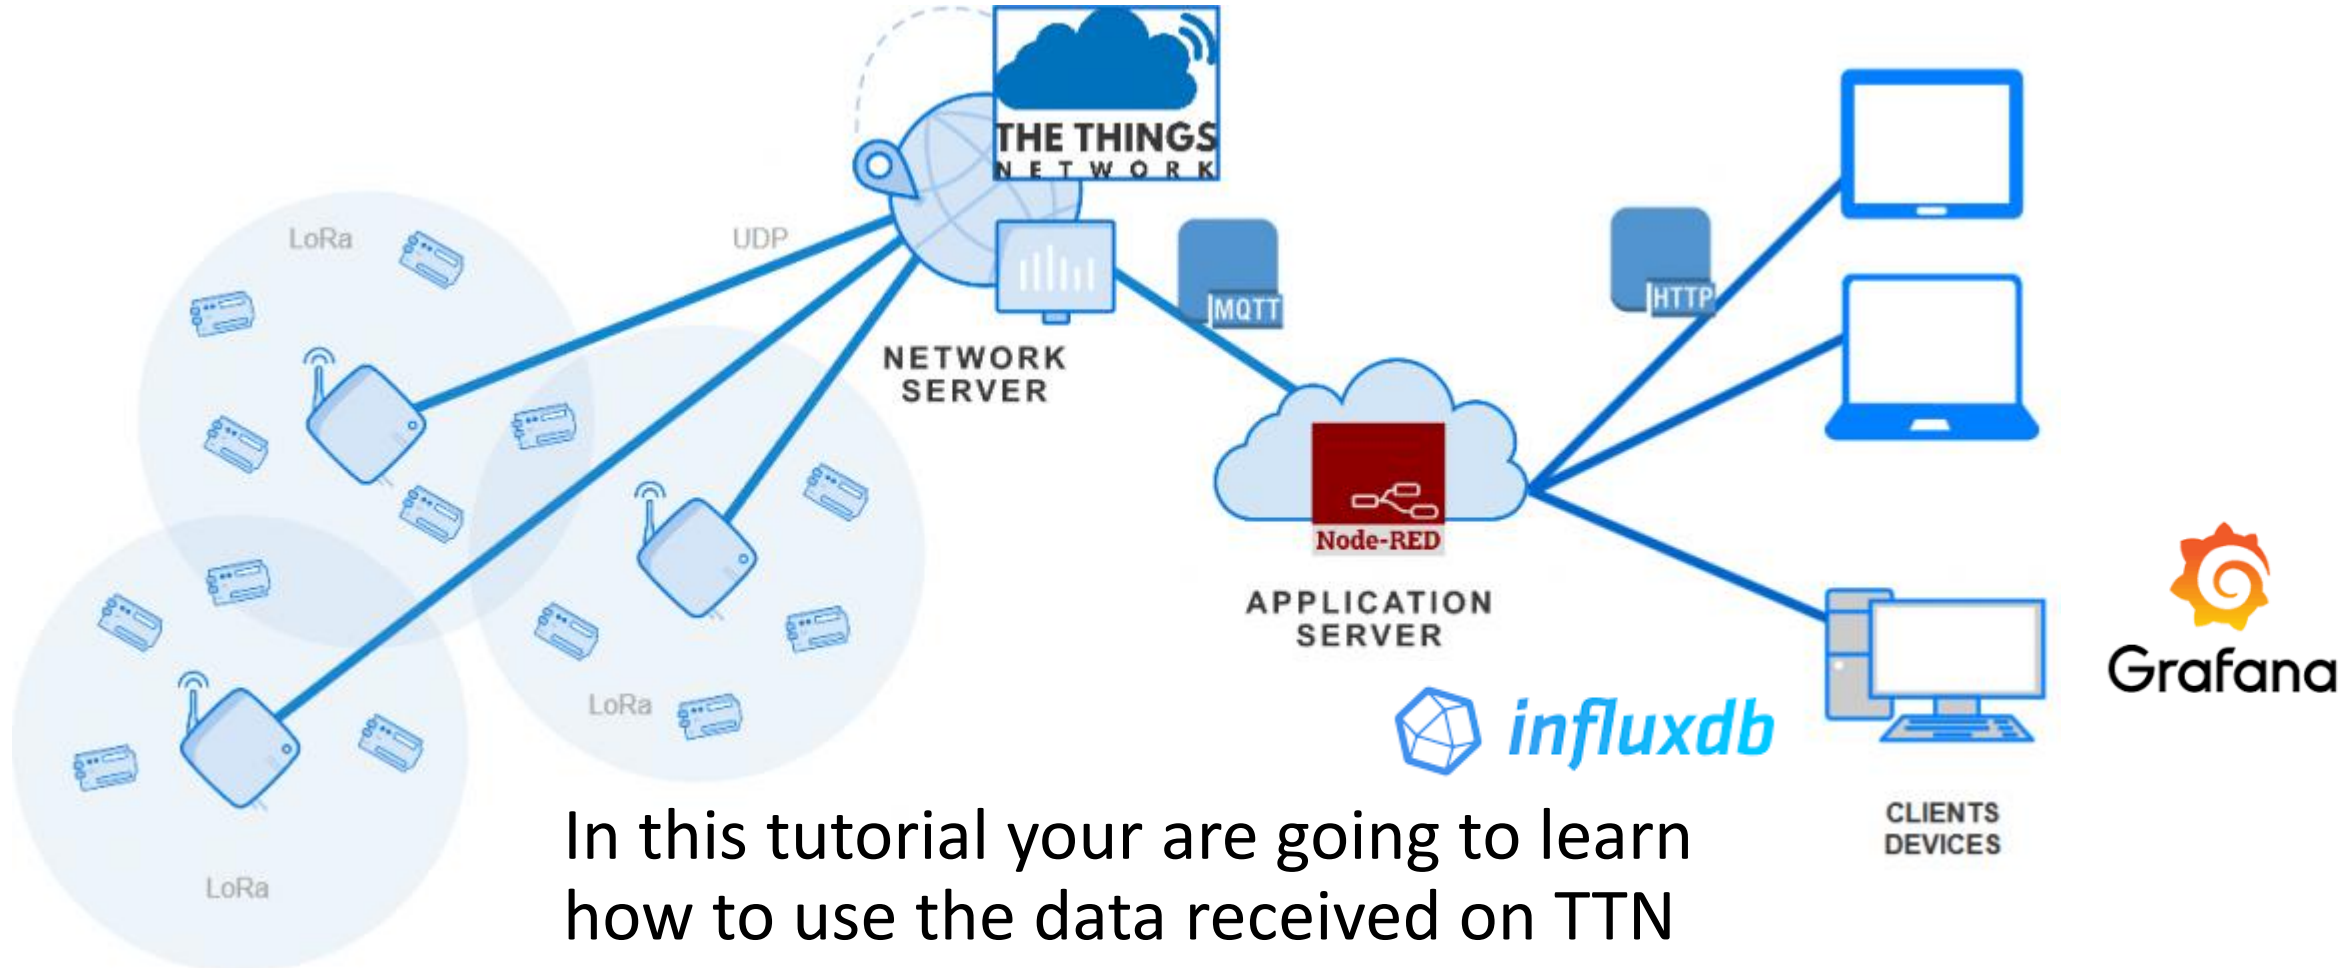 THE THINGS
NETWORK
LoRa
UDP
MQTT
HTTP
NETWORK
SERVER
Node-RED
APPLICATION
SERVER
LoRa
influxdb
Grafana
CLIENTS
DEVICES
LoRa
In this tutorial your are going to learn
how to use the data received on TTN